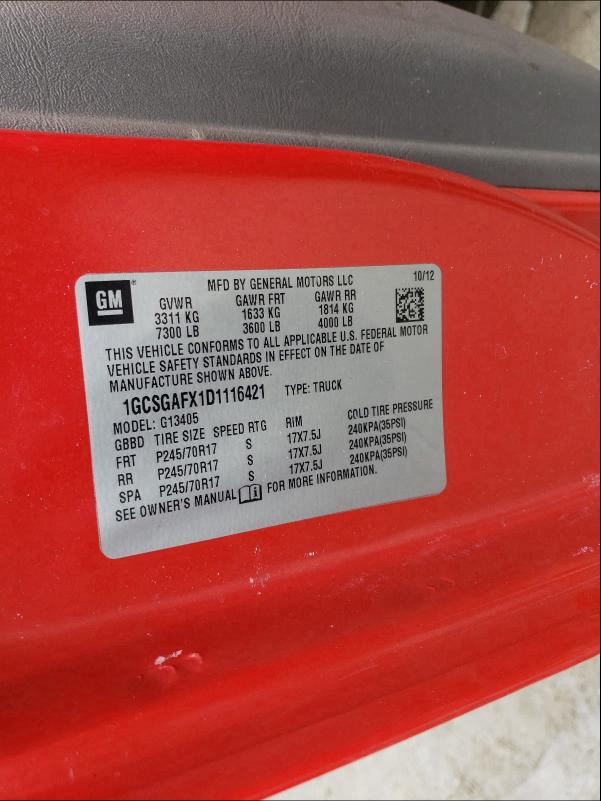 GM
MFD BY GENERAL MOTORS LLC 10/12
GVWR GAWR FRT GAWR RR
3311 KG 1633 KG 1814 KG
7300 LB 3600 LB 4000 LB
THIS VEHICLE CONFORMS TO ALL APPLICABLE U.S. FEDERAL MOTOR
VEHICLE SAFETY STANDARDS IN EFFECT ON THE DATE OF
MANUFACTURE SHOWN ABOVE.
1GCSGAFX1D1116421 TYPE: TRUCK
MODEL: G13405
GBBD TIRE SIZE SPEED RTG RIM COLD TIRE PRESSURE
FRT P245/70R17 S 17X7.5J 240KPA(35PSI)
RR P245/70R17 S 17X7.5J 240KPA(35PSI)
SPA P245/70R17 S 17X7.5J 240KPA(35PSI)
SEE OWNER'S MANUAL i FOR MORE INFORMATION.